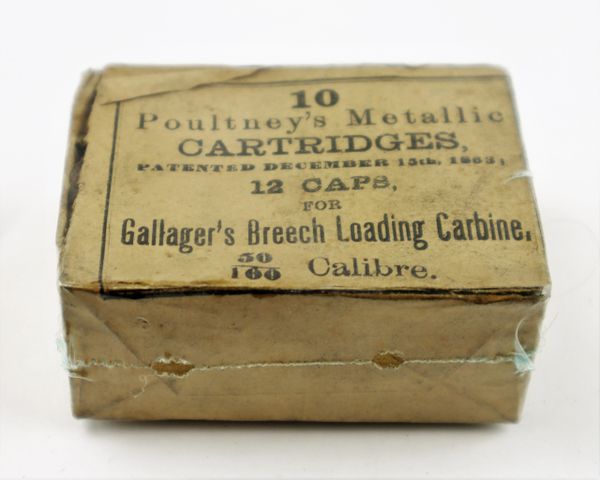 10
Poultney's Metallic
CARTRIDGES,
PATENTED DECEMBER 15th, 1863;
12 CAPS,
FOR
Gallager's Breech Loading Carbine,
50/100 Calibre.